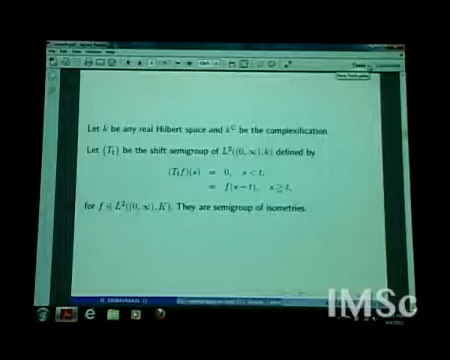 Let k be any real Hilbert space and k^C be the complexification
Let {T_t} be the shift semigroup of L^2((0, ∞), k) defined by
(T_t f)(s) = 0, s < t,
= f(s − t), s ≥ t,
for f ∈ L^2((0, ∞), K). They are semigroup of isometries.
IMSc